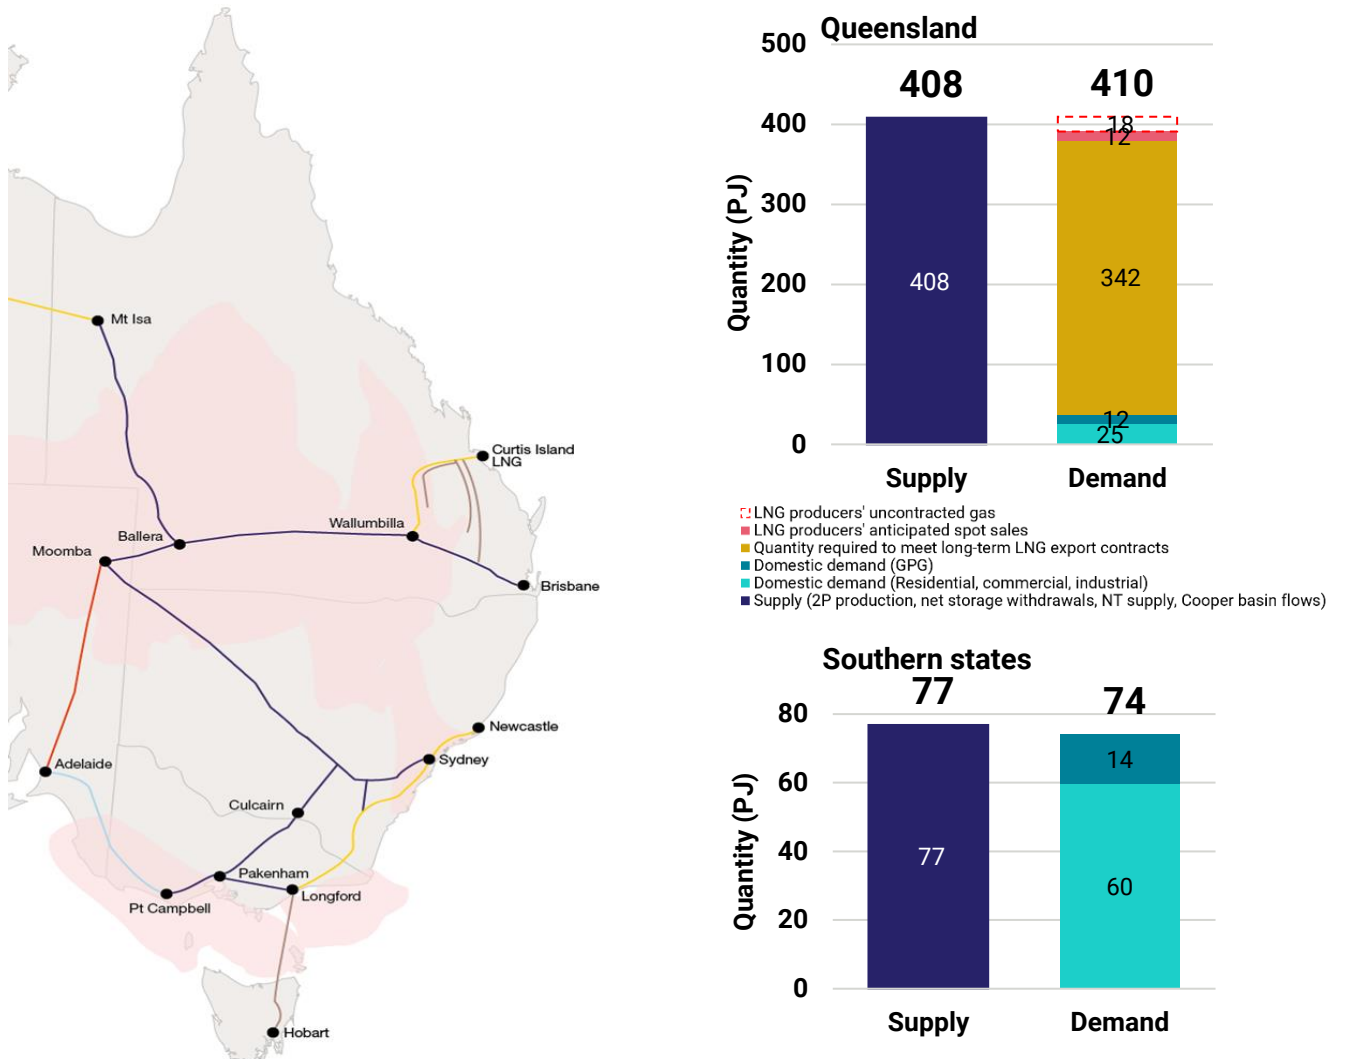 Mt Isa
Curtis Island
LNG
Wallumbilla
Ballera
Moomba
Brisbane
Newcastle
Sydney
Adelaide
Culcairn
Pakenham
Longford
Pt Campbell
Hobart
Queensland
Quantity (PJ)
500
400
300
200
100
0
408
410
408
18
12
342
12
25
Supply
Demand
LNG producers' uncontracted gas
LNG producers' anticipated spot sales
Quantity required to meet long-term LNG export contracts
Domestic demand (GPG)
Domestic demand (Residential, commercial, industrial)
Supply (2P production, net storage withdrawals, NT supply, Cooper basin flows)
Southern states
Quantity (PJ)
80
60
40
20
0
77
74
77
14
60
Supply
Demand